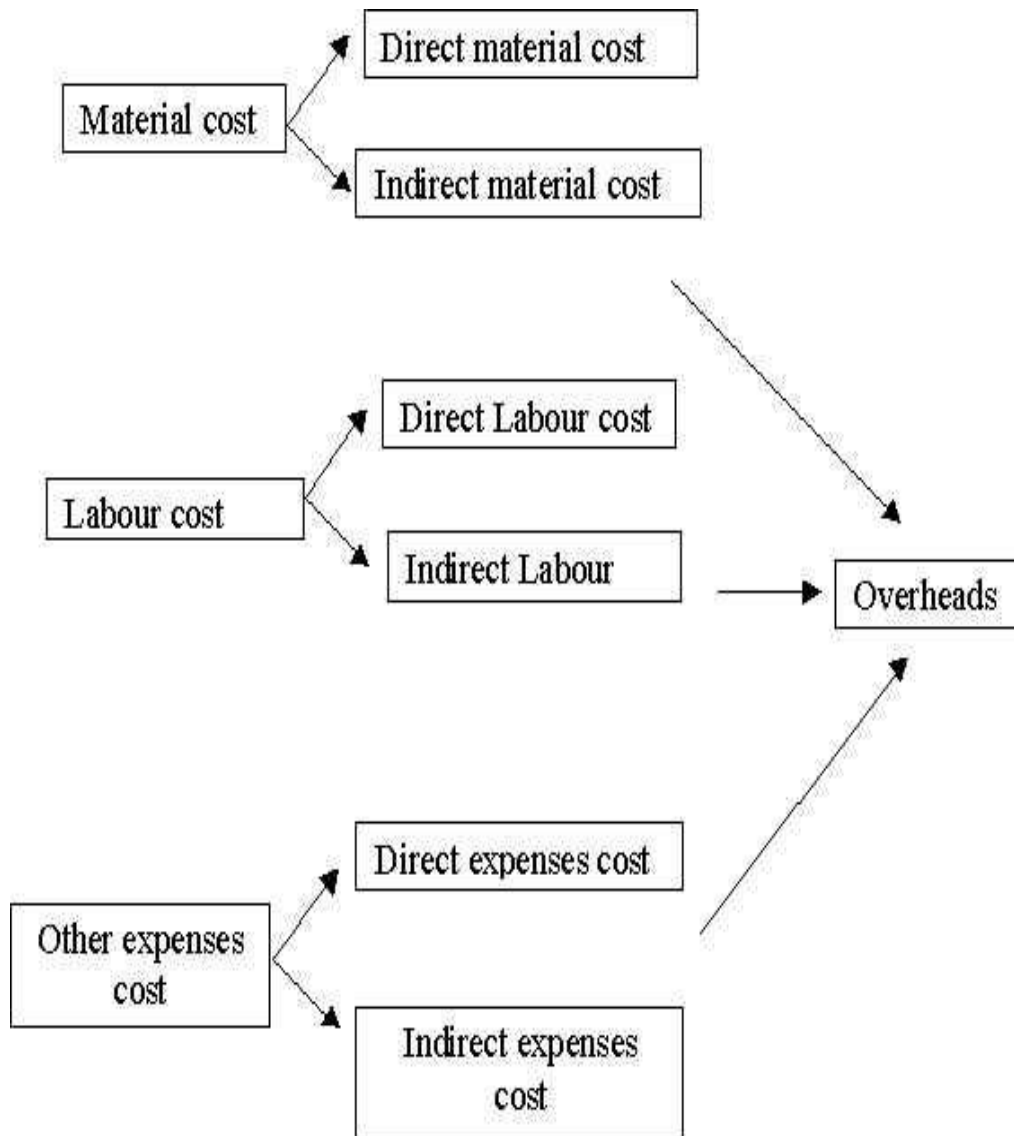 Direct material cost
Material cost
Indirect material cost
Direct Labour cost
Labour cost
Indirect Labour
Overheads
Direct expenses cost
Other expenses
cost
Indirect expenses
cost